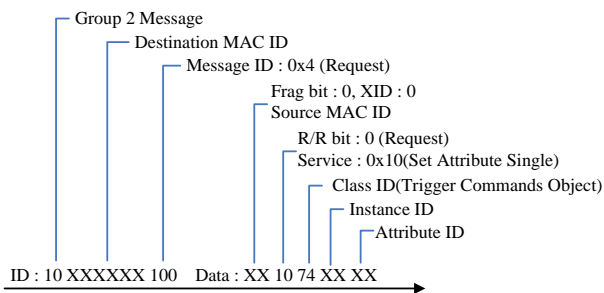 Group 2 Message
Destination MAC ID
Message ID : 0x4 (Request)
Frag bit : 0, XID : 0
Source MAC ID
R/R bit : 0 (Request)
Service : 0x10(Set Attribute Single)
Class ID(Trigger Commands Object)
Instance ID
Attribute ID
ID : 10 XXXXXX 100 Data : XX 10 74 XX XX